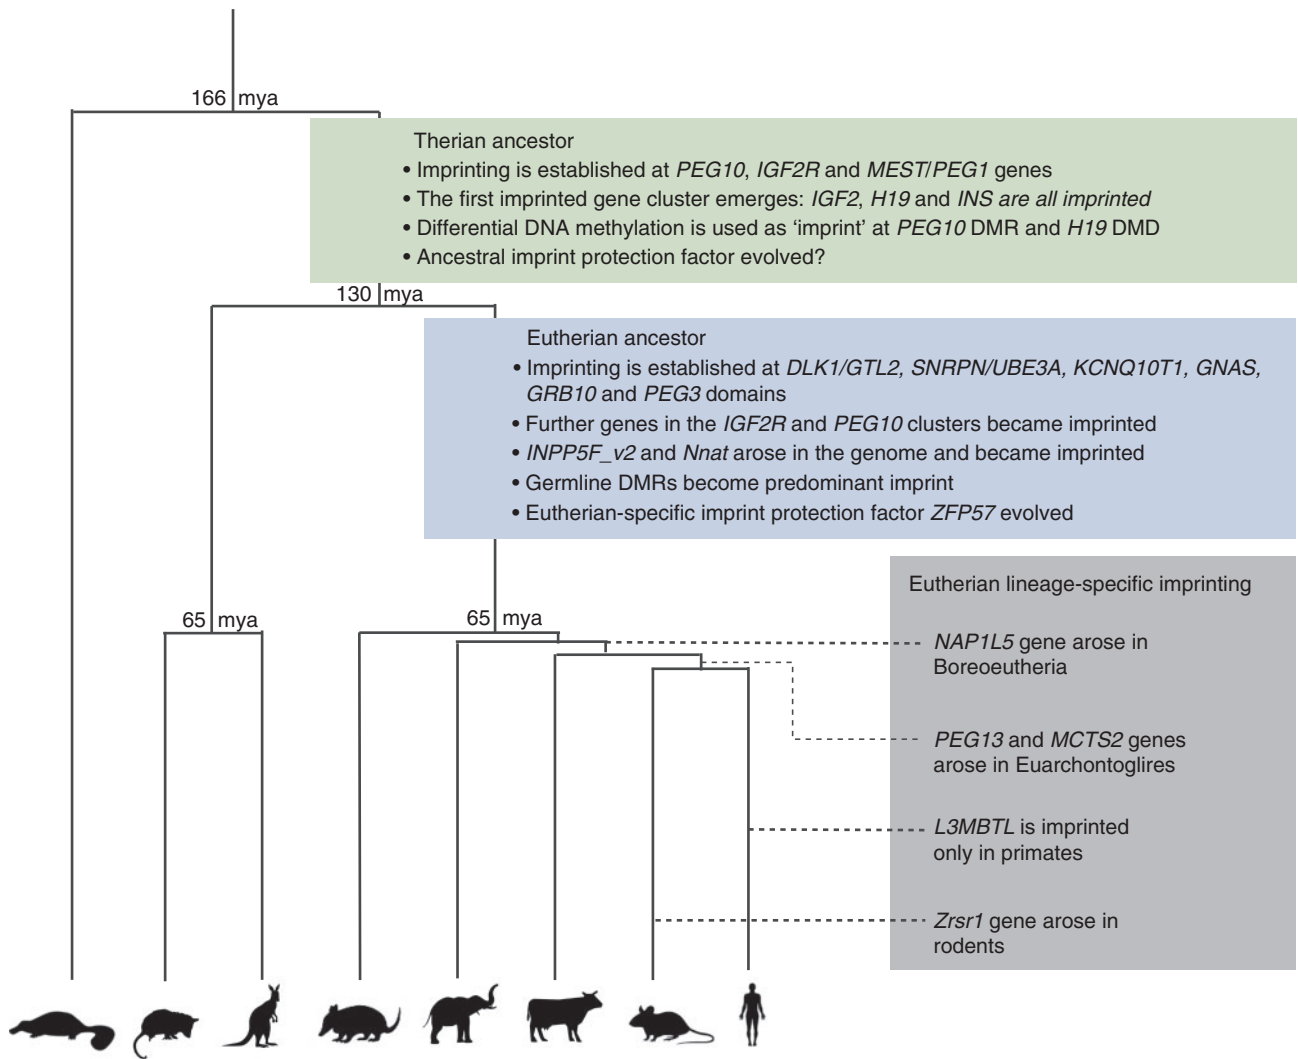 166 mya
Therian ancestor
• Imprinting is established at PEG10, IGF2R and MEST/PEG1 genes
• The first imprinted gene cluster emerges: IGF2, H19 and INS are all imprinted
• Differential DNA methylation is used as ‘imprint’ at PEG10 DMR and H19 DMD
• Ancestral imprint protection factor evolved?
130 mya
Eutherian ancestor
• Imprinting is established at DLK1/GTL2, SNRPN/UBE3A, KCNQ10T1, GNAS,
GRB10 and PEG3 domains
• Further genes in the IGF2R and PEG10 clusters became imprinted
• INPP5F_v2 and Nnat arose in the genome and became imprinted
• Germline DMRs become predominant imprint
• Eutherian-specific imprint protection factor ZFP57 evolved
65 mya
65 mya
Eutherian lineage-specific imprinting
NAP1L5 gene arose in
Boreoeutheria
PEG13 and MCTS2 genes
arose in Euarchontoglires
L3MBTL is imprinted
only in primates
Zrsr1 gene arose in
rodents